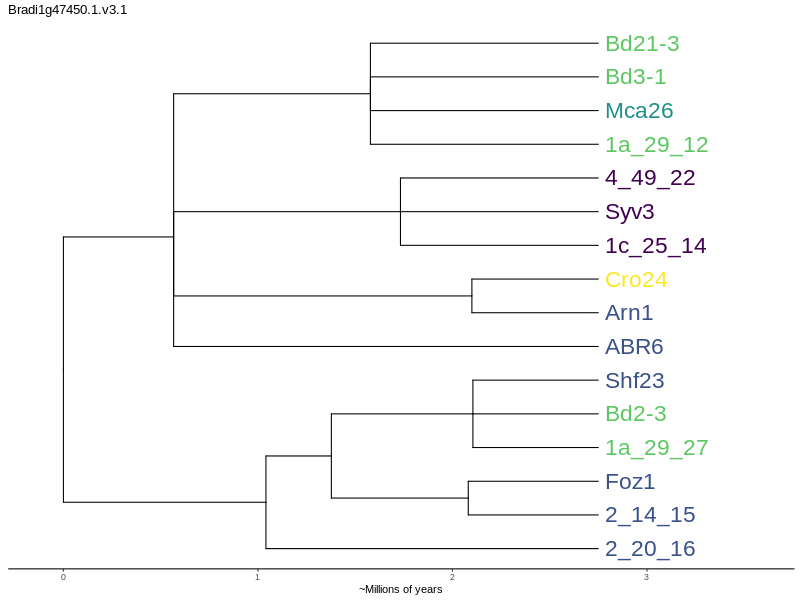 Bradi1g47450.1.v3.1
Bd21-3
Bd3-1
Mca26
1a_29_12
4_49_22
Syv3
1c_25_14
Cro24
Arn1
ABR6
Shf23
Bd2-3
1a_29_27
Foz1
2_14_15
2_20_16
0 1 2 3
~Millions of years